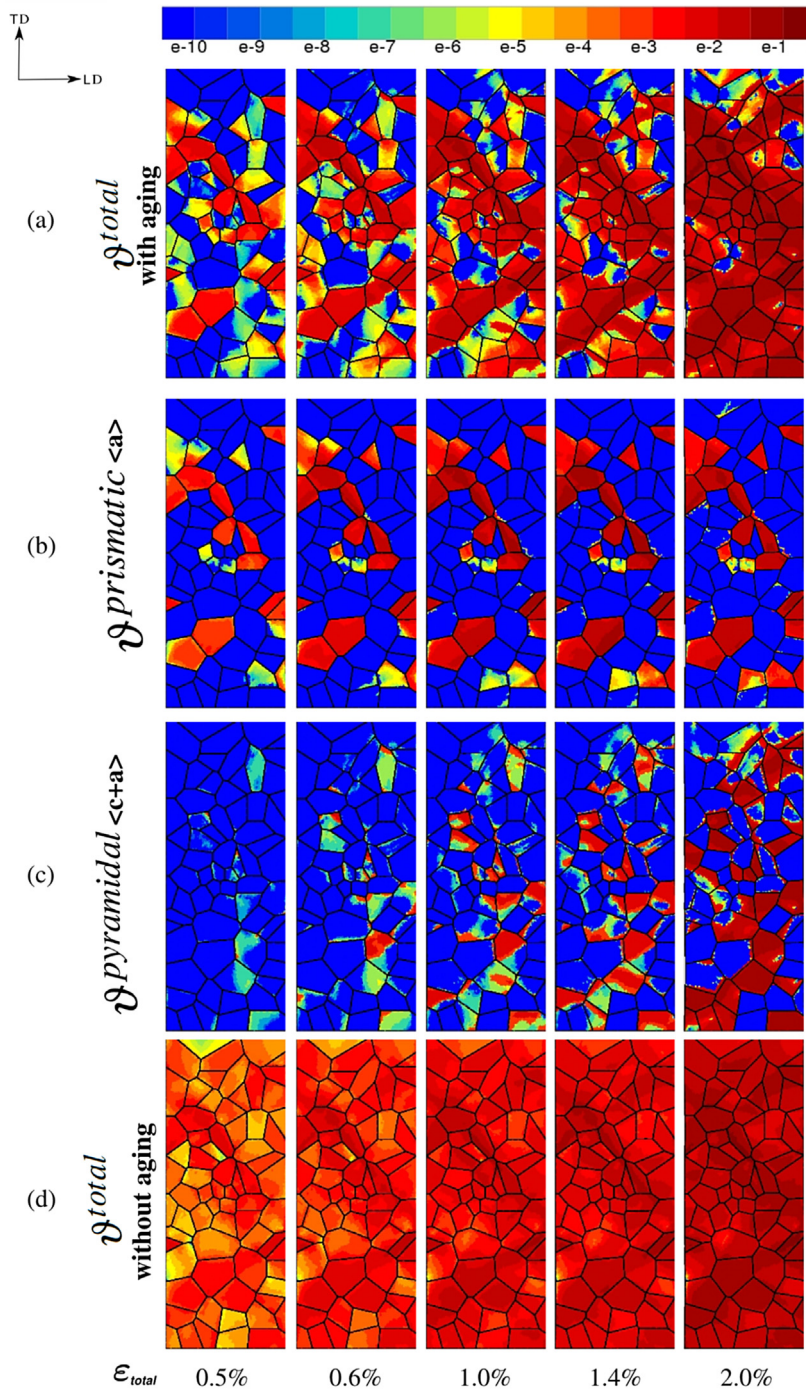 TD
LD
e-10 e-9 e-8 e-7 e-6 e-5 e-4 e-3 e-2 e-1
(a) ϑtotal with aging
(b) ϑprismatic <a>
(c) ϑpyramidal <c+a>
(d) ϑtotal without aging
εtotal 0.5% 0.6% 1.0% 1.4% 2.0%